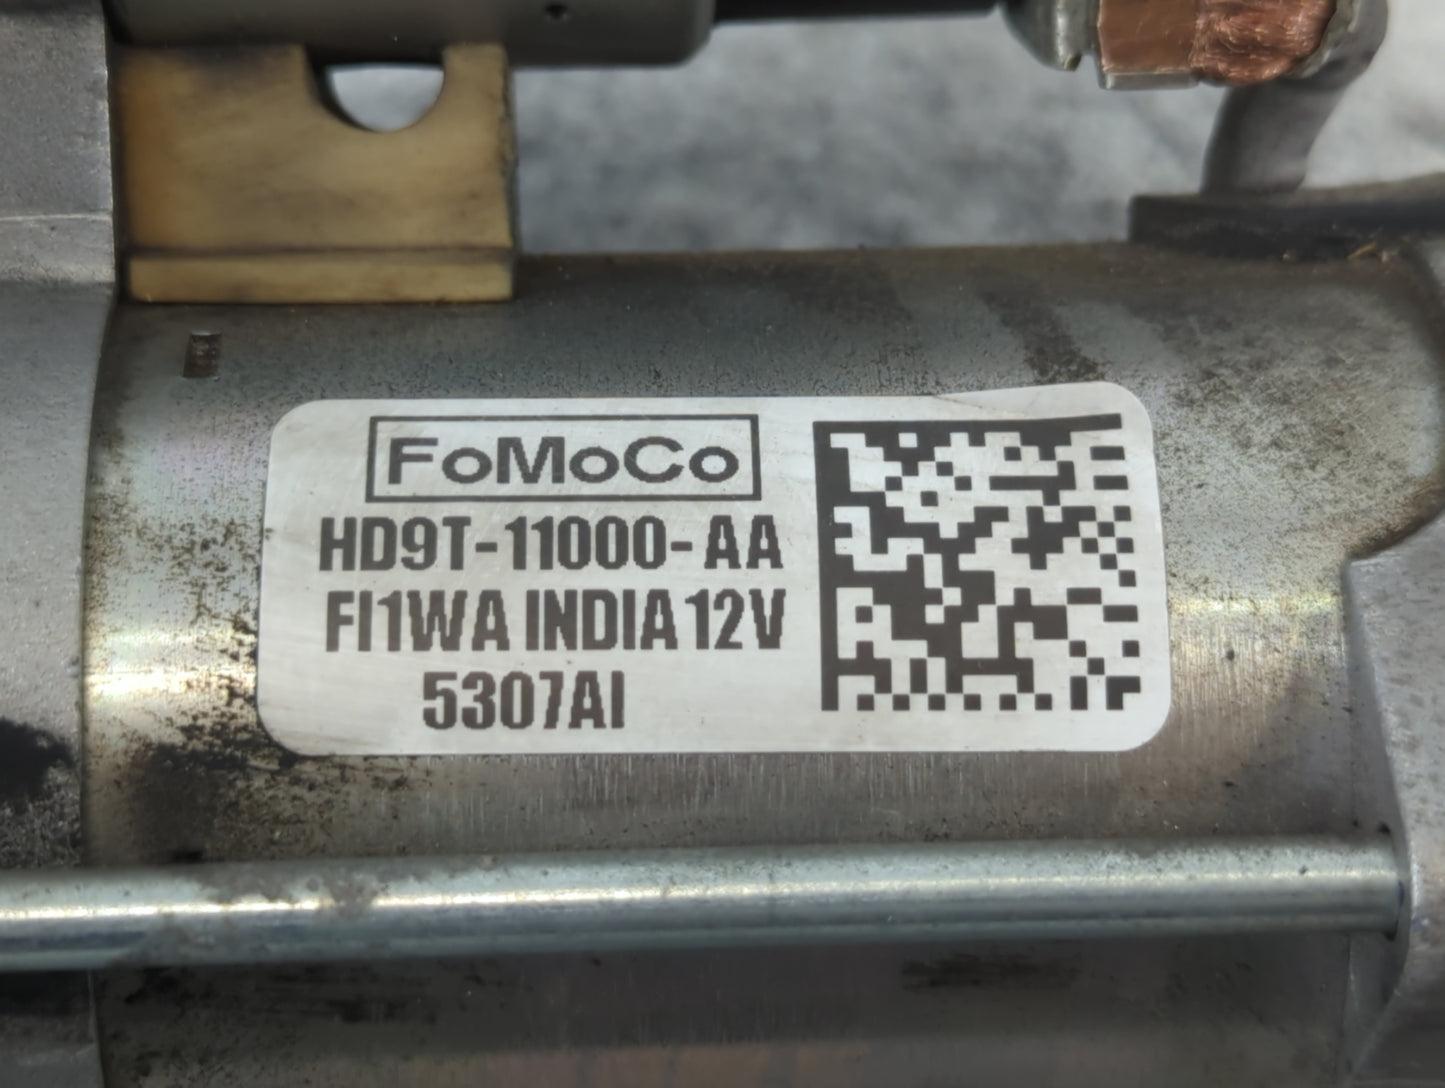 FoMoCo
HD9T-11000-AA
FI1WA INDIA 12V
5307AI